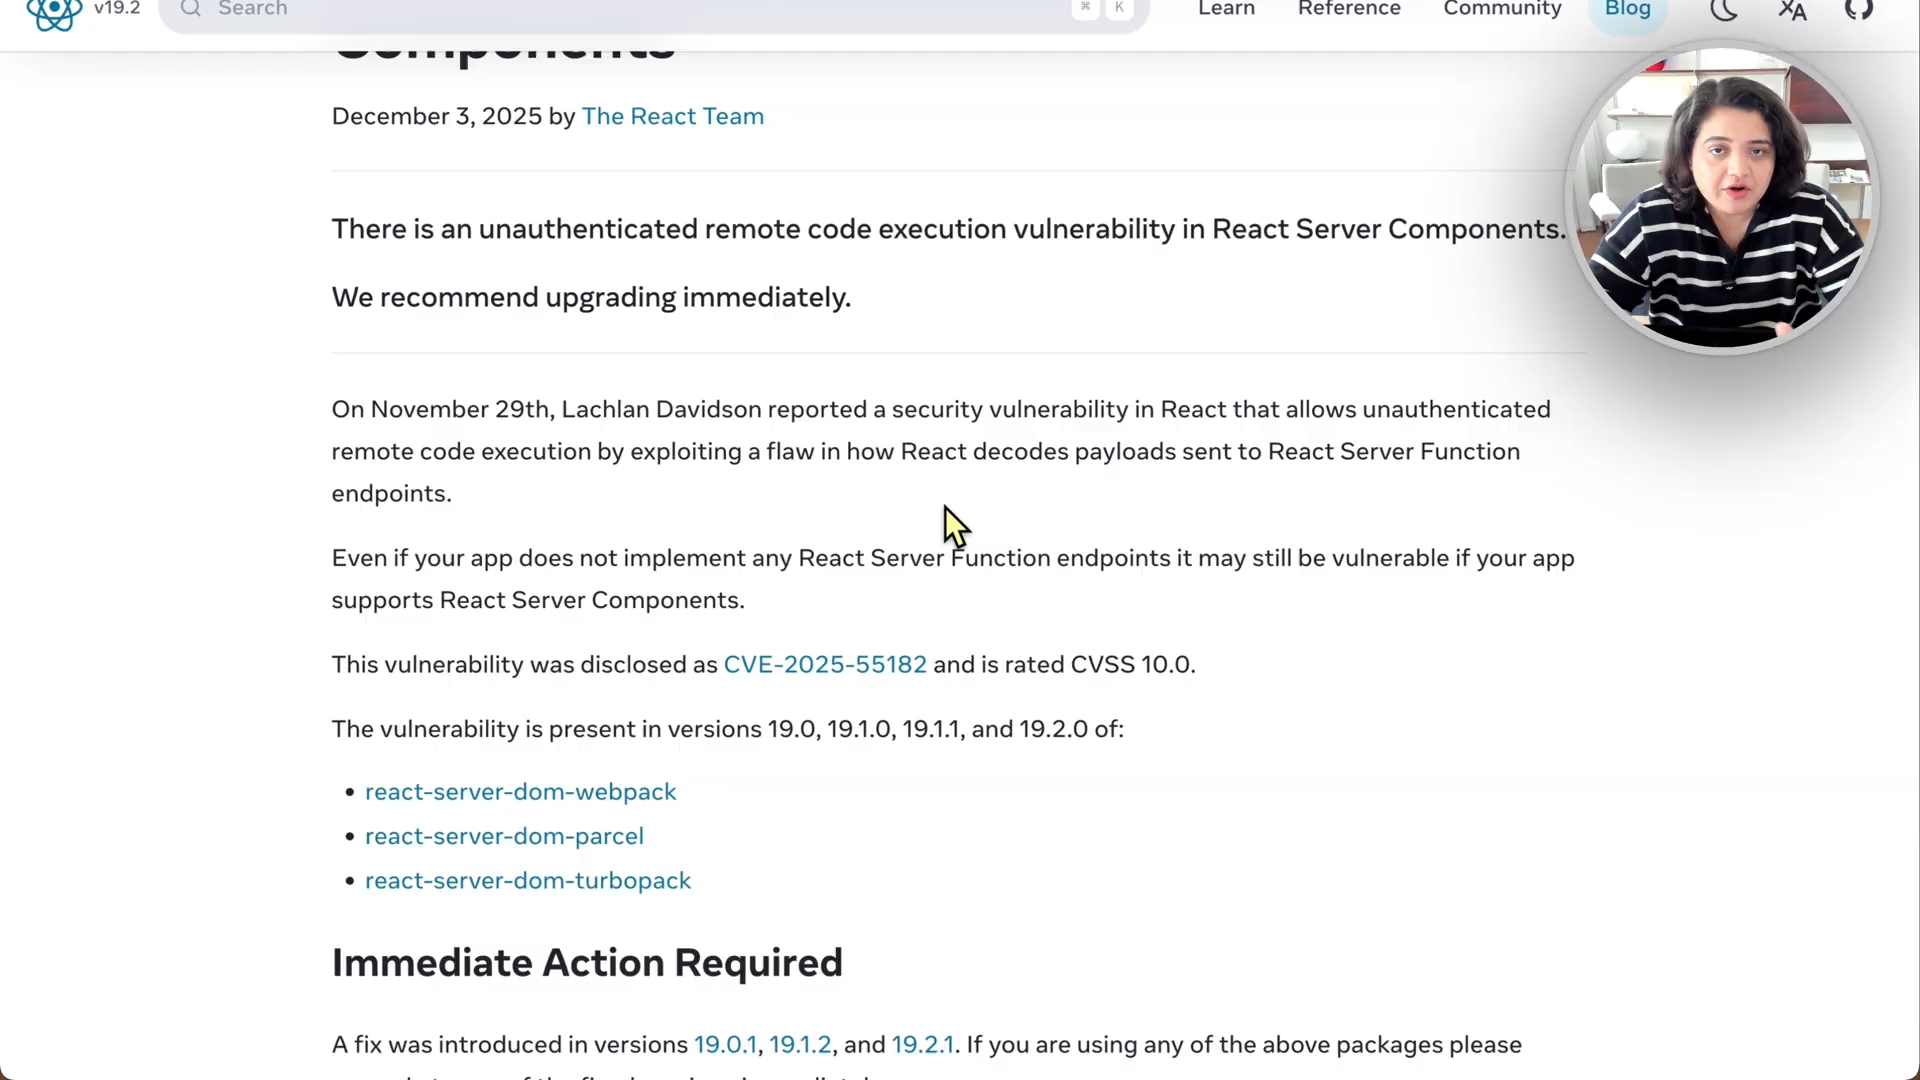 v19.2
Search
⌘ K
Learn
Reference
Community
Blog
Components
December 3, 2025 by The React Team
There is an unauthenticated remote code execution vulnerability in React Server Components.
We recommend upgrading immediately.
On November 29th, Lachlan Davidson reported a security vulnerability in React that allows unauthenticated
remote code execution by exploiting a flaw in how React decodes payloads sent to React Server Function
endpoints.
Even if your app does not implement any React Server Function endpoints it may still be vulnerable if your app
supports React Server Components.
This vulnerability was disclosed as CVE-2025-55182 and is rated CVSS 10.0.
The vulnerability is present in versions 19.0, 19.1.0, 19.1.1, and 19.2.0 of:
• react-server-dom-webpack
• react-server-dom-parcel
• react-server-dom-turbopack
Immediate Action Required
A fix was introduced in versions 19.0.1, 19.1.2, and 19.2.1. If you are using any of the above packages please